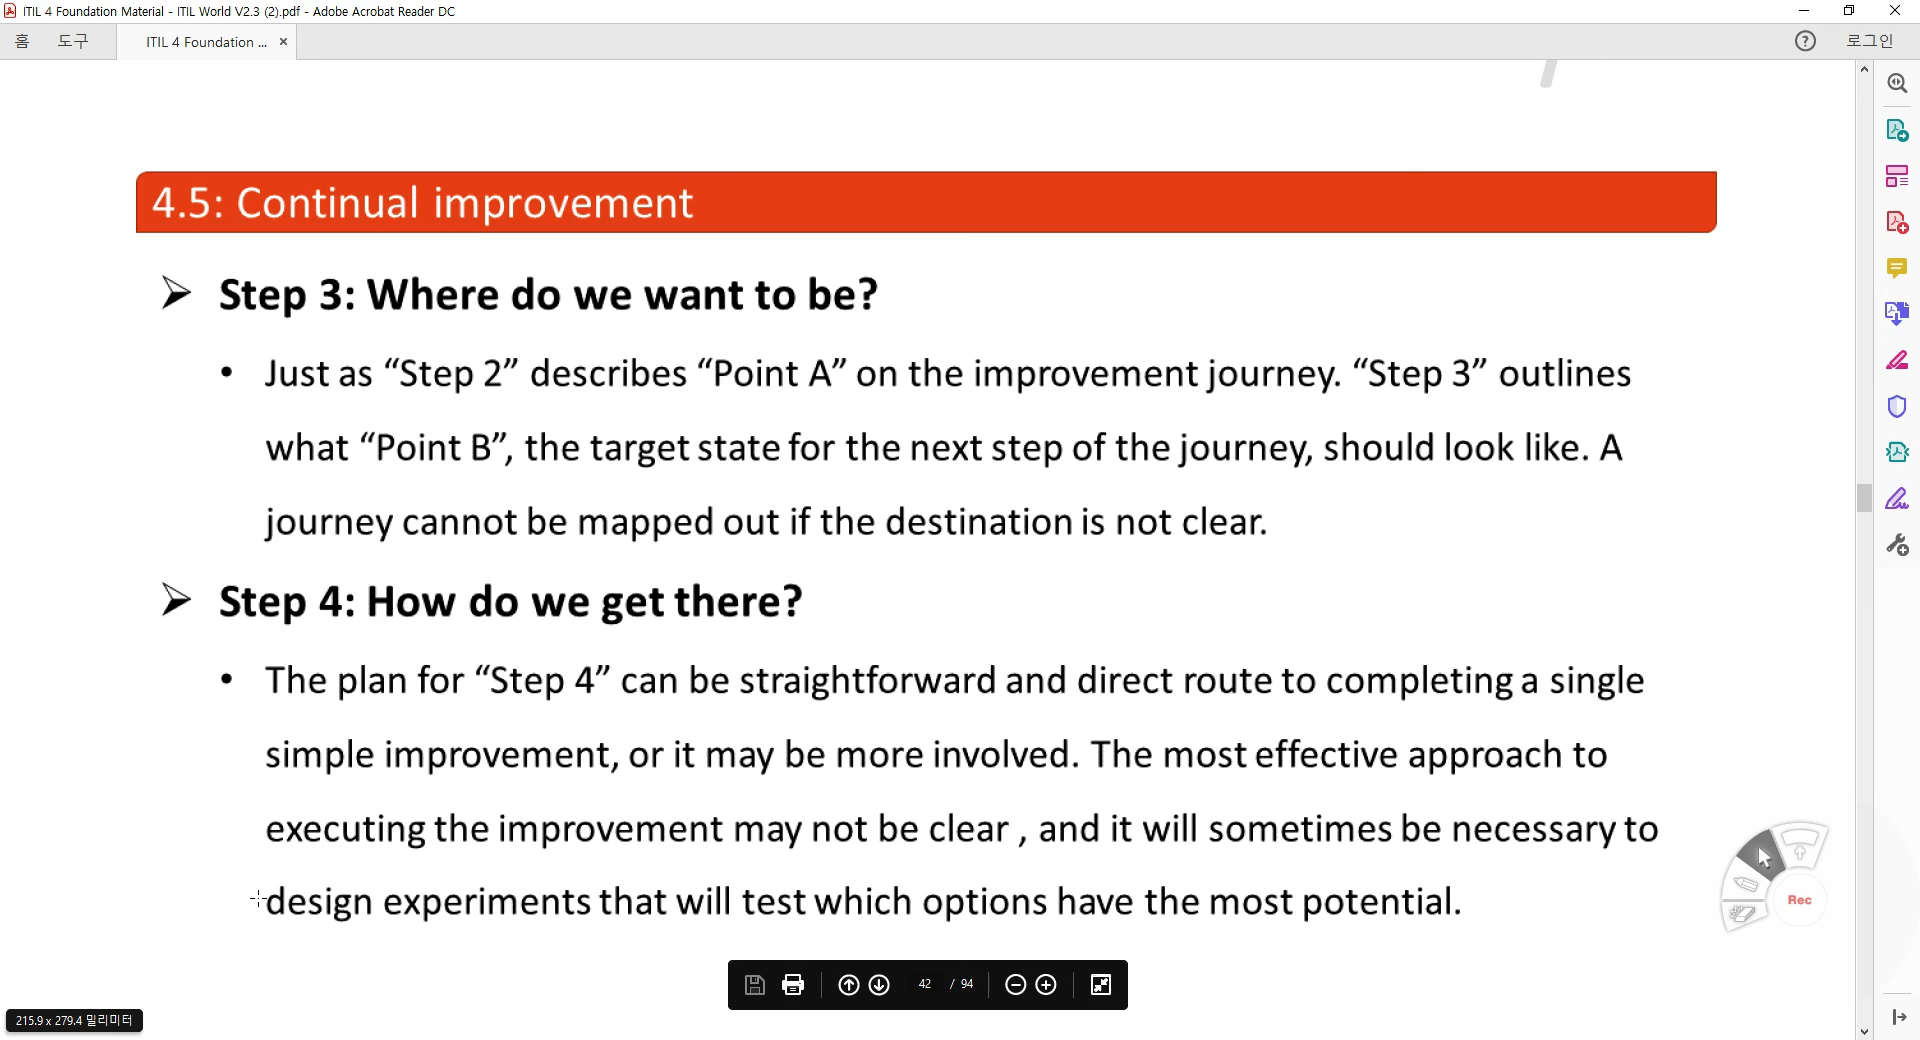 ITIL 4 Foundation Material - ITIL World V2.3 (2).pdf - Adobe Acrobat Reader DC
홈 도구 ITIL 4 Foundation ... 로그인
4.5: Continual improvement
Step 3: Where do we want to be?
• Just as “Step 2” describes “Point A” on the improvement journey. “Step 3” outlines
what “Point B”, the target state for the next step of the journey, should look like. A
journey cannot be mapped out if the destination is not clear.
Step 4: How do we get there?
• The plan for “Step 4” can be straightforward and direct route to completing a single
simple improvement, or it may be more involved. The most effective approach to
executing the improvement may not be clear , and it will sometimes be necessary to
design experiments that will test which options have the most potential.
Rec
42 / 94
215.9 x 279.4 밀리미터